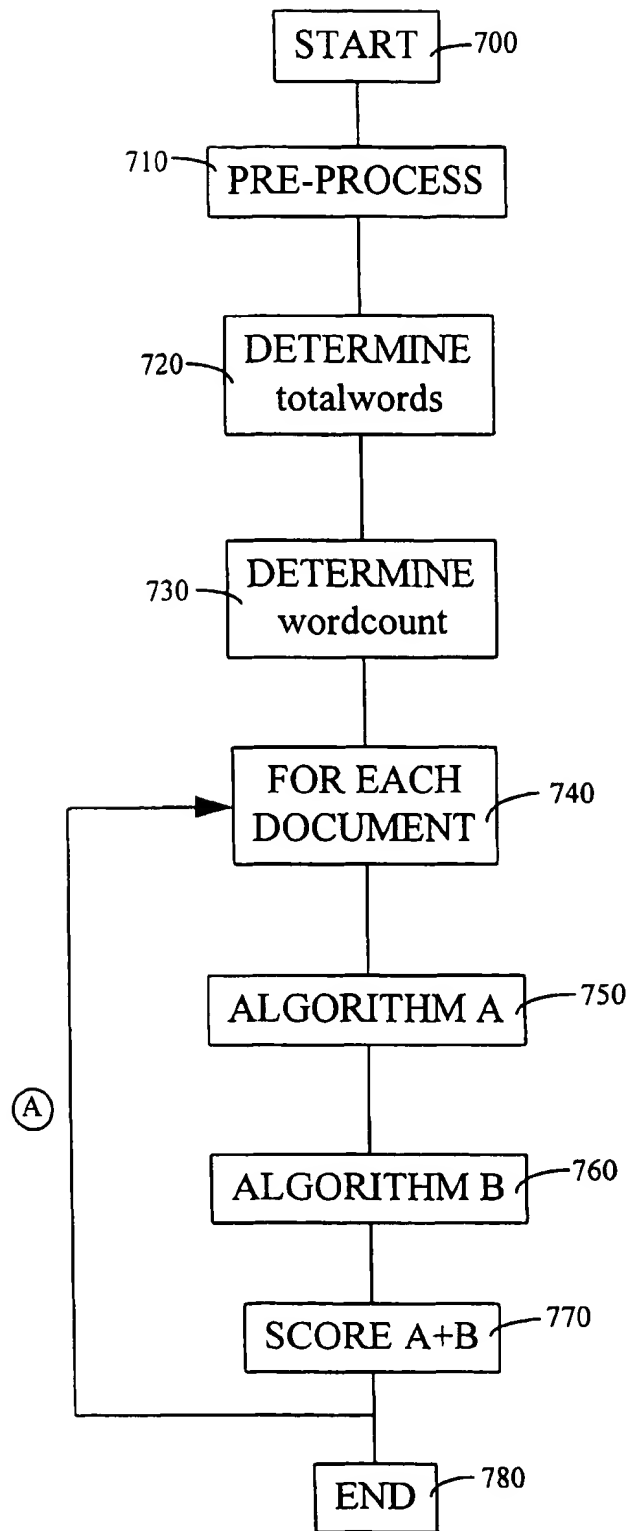 START
700
710
PRE-PROCESS
720
DETERMINE
totalwords
730
DETERMINE
wordcount
FOR EACH
DOCUMENT
740
ALGORITHM A
750
A
ALGORITHM B
760
SCORE A+B
770
END
780